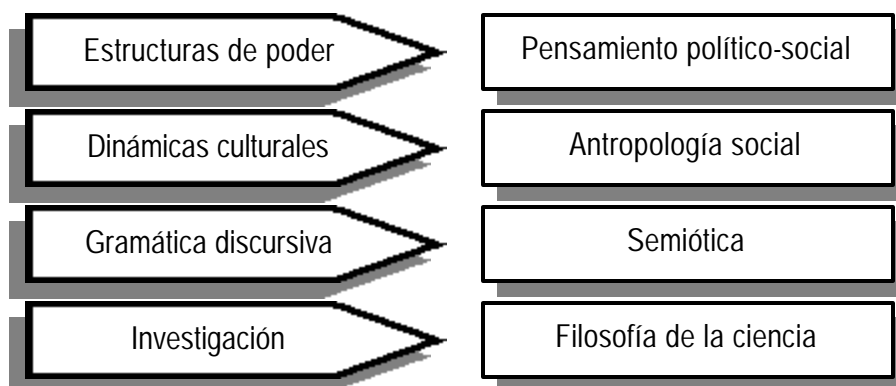 Estructuras de poder
Pensamiento político-social
Dinámicas culturales
Antropología social
Gramática discursiva
Semiótica
Investigación
Filosofía de la ciencia